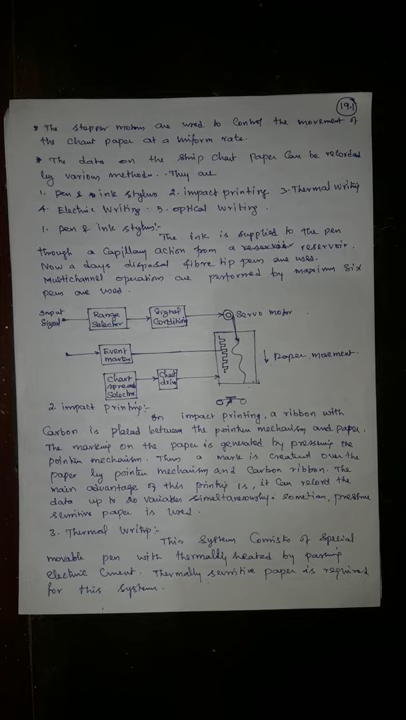 19.1
* The stepper motors are used to Control the movement of
the chart paper at a Uniform rate.
* The data on the Strip chart Paper Can be recorded
by various methods. They are
1. pen & ink stylus 2. impact printing 3. Thermal Writing
4. Electric Writing 5. optical Writing.
1. pen & ink stylus:-
The ink is Supplied to the pen
through a Capillary action from a reservoir.
Now a days disposal fibre tip pens are used.
Multichannel operations are performed by maximum Six
pens are used.
Input Signal
Range Selector
Signal Condition
Servo motor
Event marker
Paper movement
Chart speed Selector
Chart drive
2. impact printing:-
In impact printing, a ribbon with
Carbon is placed between the pointer mechanism and paper.
The marking on the paper is generated by pressing the
pointer mechanism. Thus a mark is created over the
paper by pointer mechanism and Carbon ribbon. The
main advantage of this printing is, it Can record the
data up to 20 Variables Simultaneously. Sometimes, pressure
sensitive paper is Used.
3. Thermal Writing:-
This System Consists of Special
movable pen with thermally heated by passing
electric Current. Thermally sensitive paper is required
for this System.